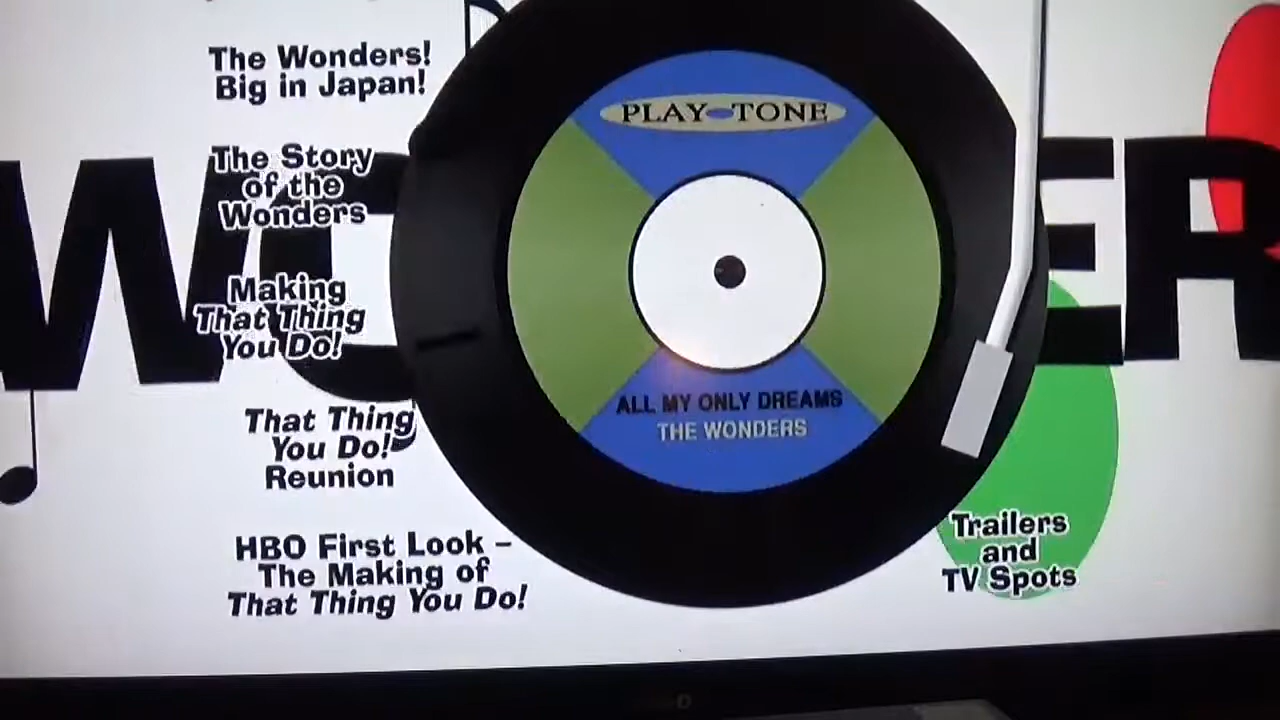 The Wonders!
Big in Japan!
The Story
of the
Wonders
Making
That Thing
You Do!
That Thing
You Do!
Reunion
HBO First Look –
The Making of
That Thing You Do!
PLAY-TONE
ALL MY ONLY DREAMS
THE WONDERS
Trailers
and
TV Spots